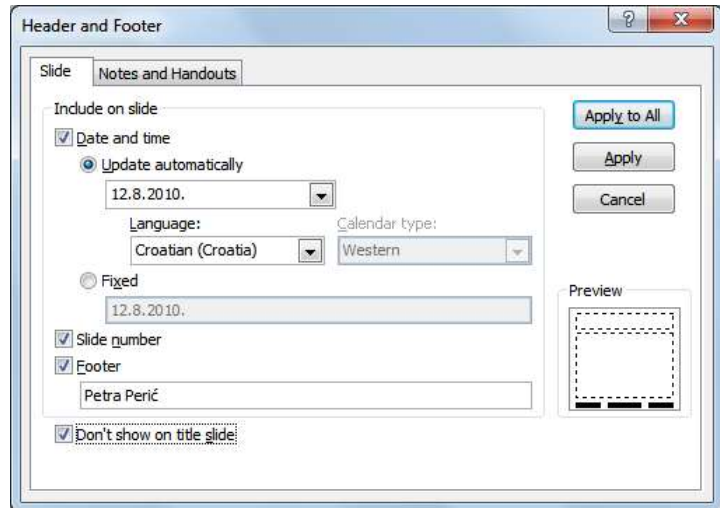 Header and Footer
Slide
Notes and Handouts
Include on slide
Date and time
Update automatically
12.8.2010.
Language:
Calendar type:
Croatian (Croatia)
Western
Fixed
12.8.2010.
Slide number
Footer
Petra Perić
Don't show on title slide
Apply to All
Apply
Cancel
Preview